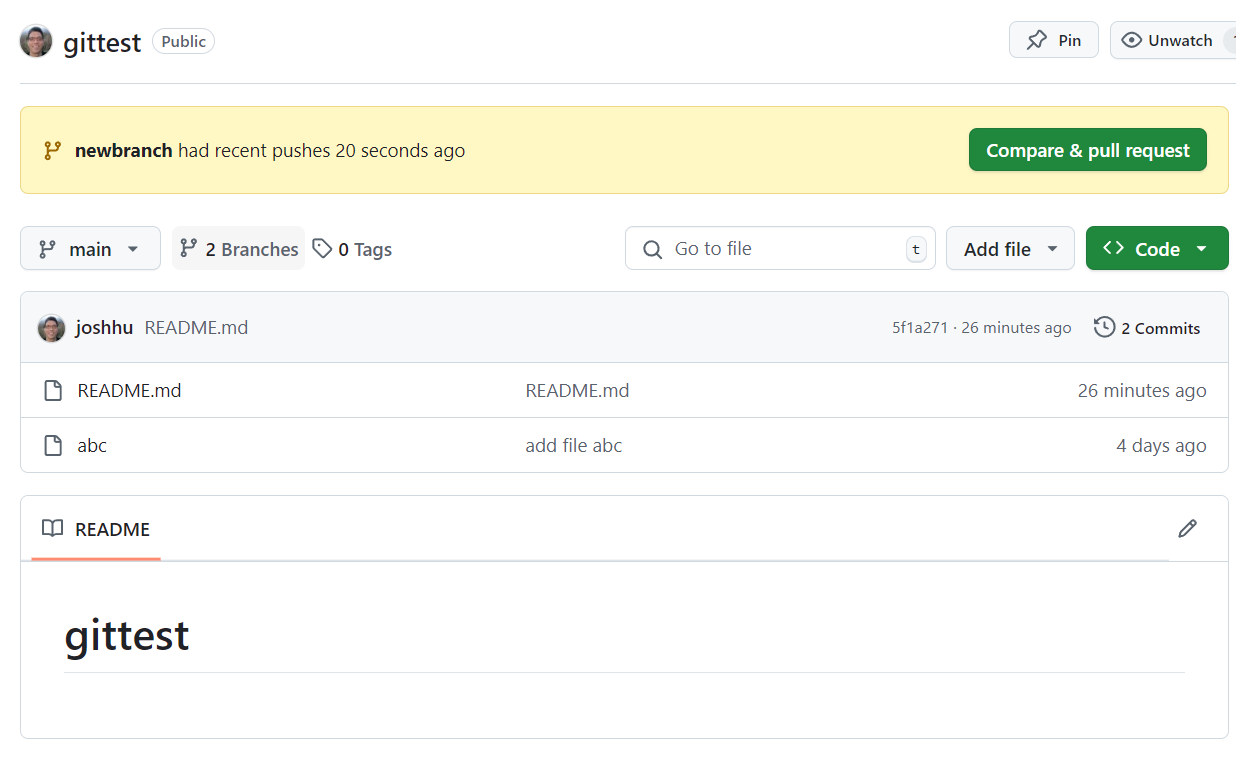 gittest Public Pin Unwatch
newbranch had recent pushes 20 seconds ago Compare & pull request
main 2 Branches 0 Tags Go to file t Add file Code
joshhu README.md 5f1a271 · 26 minutes ago 2 Commits
README.md README.md 26 minutes ago
abc add file abc 4 days ago
README
gittest